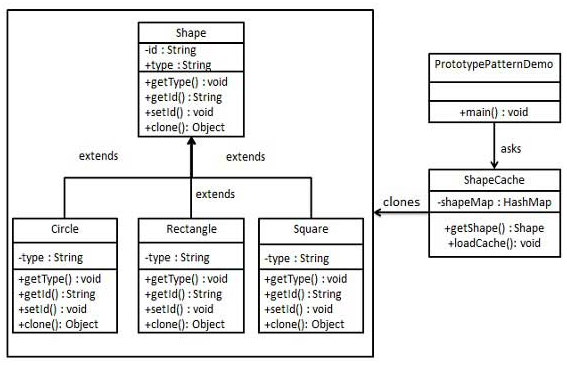 Shape
-id : String
+type : String
+getType() : void
+getId() : String
+setId() : void
+clone(): Object
extends
extends
extends
Circle
-type : String
+getType() : void
+getId() : String
+setId() : void
+clone(): Object
Rectangle
-type : String
+getType() : void
+getId() : String
+setId() : void
+clone(): Object
Square
-type : String
+getType() : void
+getId() : String
+setId() : void
+clone(): Object
PrototypePatternDemo
+main() : void
asks
clones
ShapeCache
-shapeMap : HashMap
+getShape() : Shape
+loadCache(): void